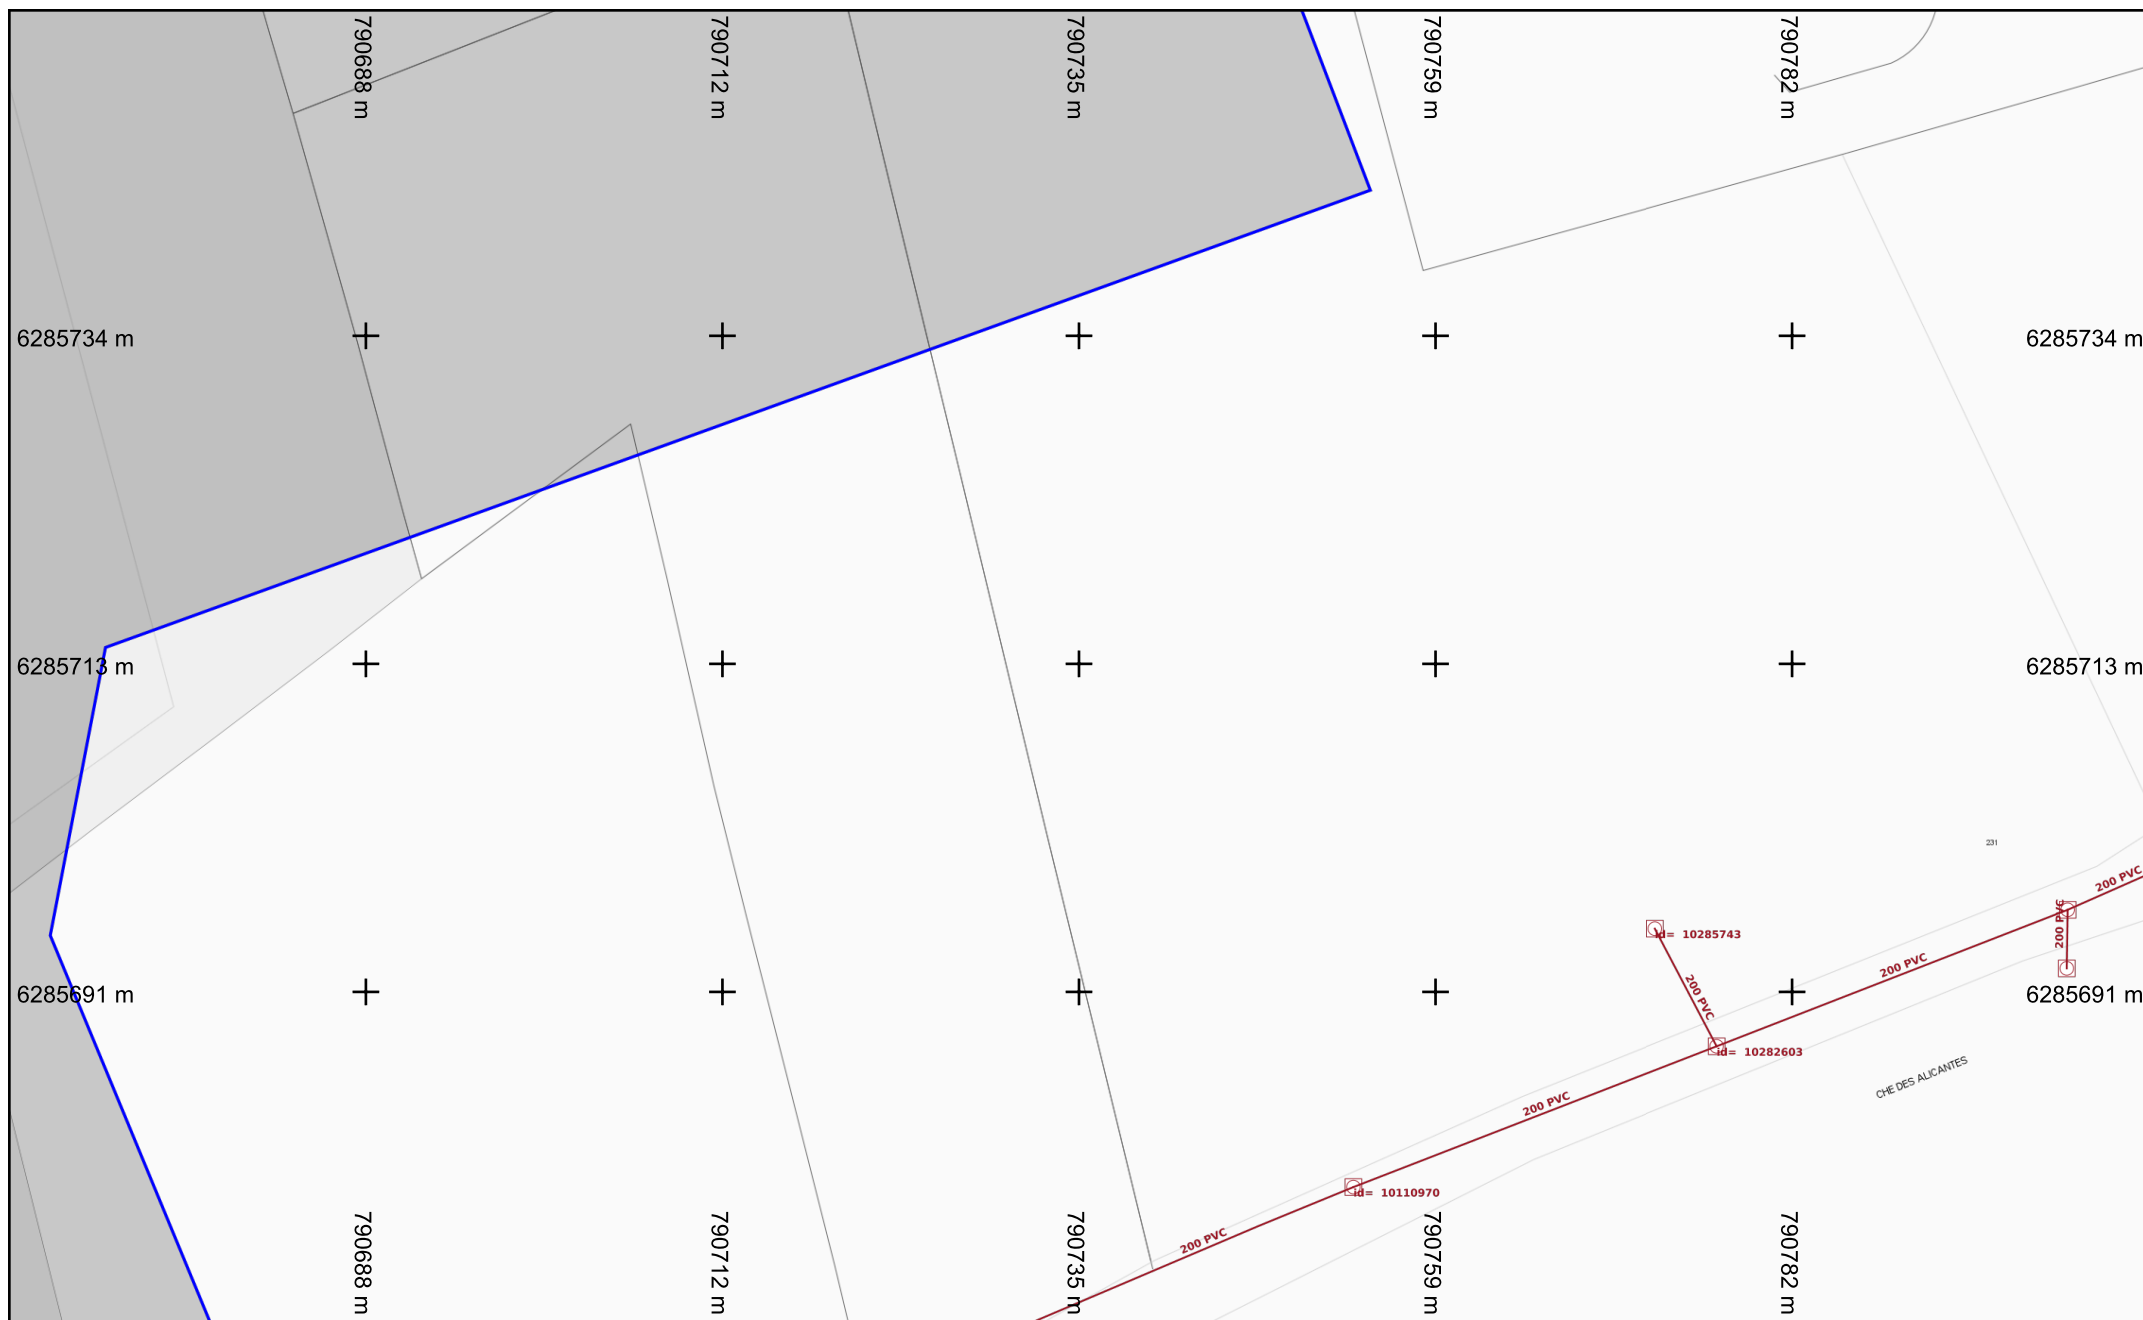 790688 m
790712 m
790735 m
790759 m
790782 m
6285734 m
6285734 m
6285713 m
6285713 m
231
200 PVC
200 PVC
id= 10285743
200 PVC
200 PVC
6285691 m
6285691 m
id= 10282603
CHE DES ALICANTES
200 PVC
id= 10110970
200 PVC
790688 m
790712 m
790735 m
790759 m
790782 m